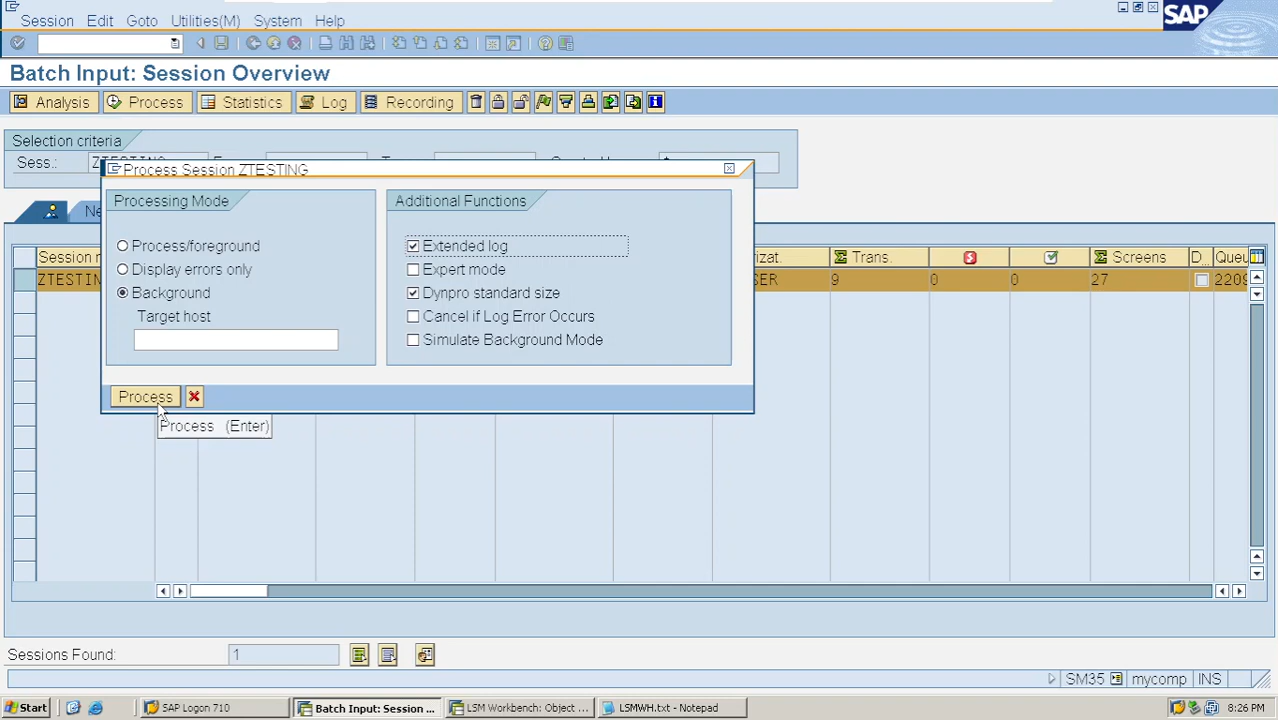 Session Edit Goto Utilities(M) System Help
SAP
Batch Input: Session Overview
Analysis Process Statistics Log Recording
Selection criteria
Sess.:
Process Session ZTESTING
Processing Mode
Additional Functions
Process/foreground
Extended log
Display errors only
Expert mode
Background
Dynpro standard size
Target host
Cancel if Log Error Occurs
Simulate Background Mode
Process
Process (Enter)
Trans. Screens D... Queu
ZTESTIN 9 0 0 27 2209
Sessions Found: 1
SM35 mycomp INS
Start SAP Logon 710 Batch Input: Session ... LSM Workbench: Object ... LSMWH.txt - Notepad 8:26 PM